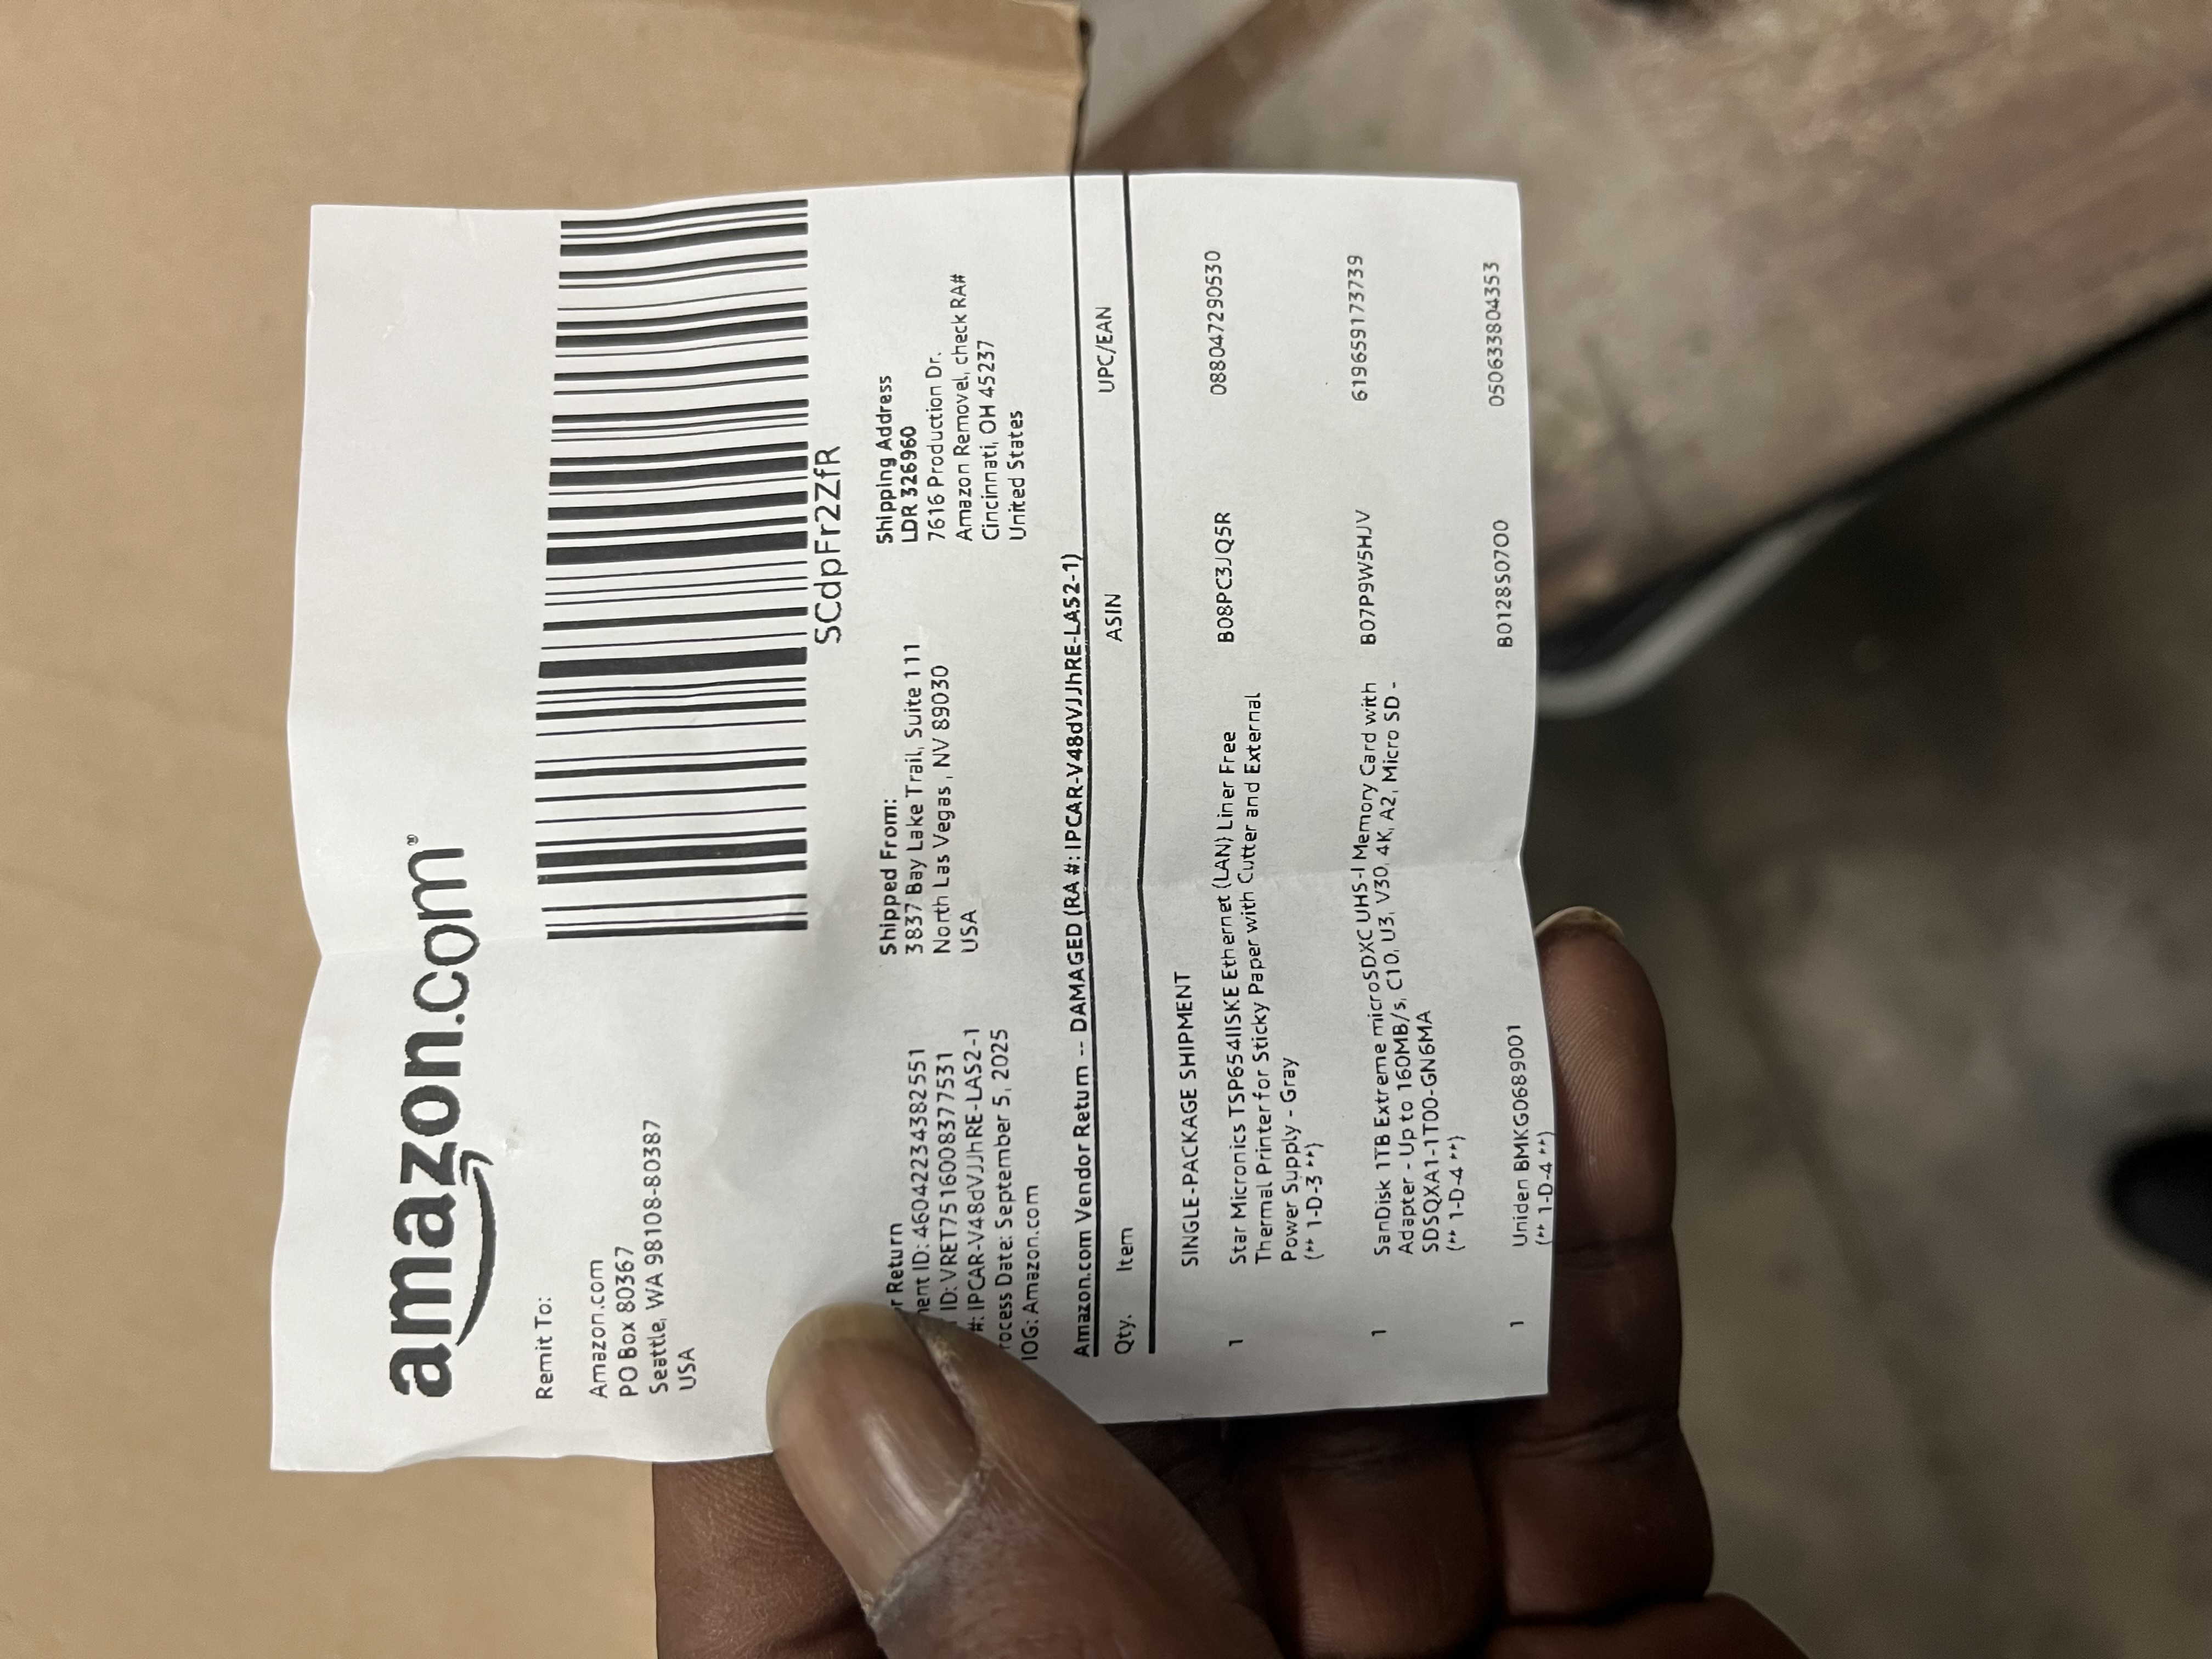 amazon.com®
Remit To:
Amazon.com
PO Box 80367
Seattle, WA 98108-80387
USA
SCdpFr2ZfR
Return
ID: 46042234382551
ID: VRET7516008377531
#: IPCAR-V48dVJJhRE-LAS2-1
Date: September 5, 2025
IOG: Amazon.com
Shipped From:
3837 Bay Lake Trail, Suite 111
North Las Vegas , NV 89030
USA
Shipping Address
LDR 326960
7616 Production Dr.
Amazon Removel, check RA#
Cincinnati, OH 45237
United States
Amazon.com Vendor Return -- DAMAGED (RA #: IPCAR-V48dVJJhRE-LAS2-1)
Qty. Item ASIN UPC/EAN
SINGLE-PACKAGE SHIPMENT
1 Star Micronics TSP654IISKE Ethernet (LAN) Liner Free B08PC3JQ5R 088047290530
Thermal Printer for Sticky Paper with Cutter and External
Power Supply - Gray
(** 1-D-3 **)
1 SanDisk 1TB Extreme microSDXC UHS-I Memory Card with B07P9W5HJV 619659173739
Adapter - Up to 160MB/s, C10, U3, V30, 4K, A2, Micro SD -
SDSQXA1-1T00-GN6MA
(** 1-D-4 **)
1 Uniden BMKG0689001 B0128S07OO 050633804353
(** 1-D-4 **)